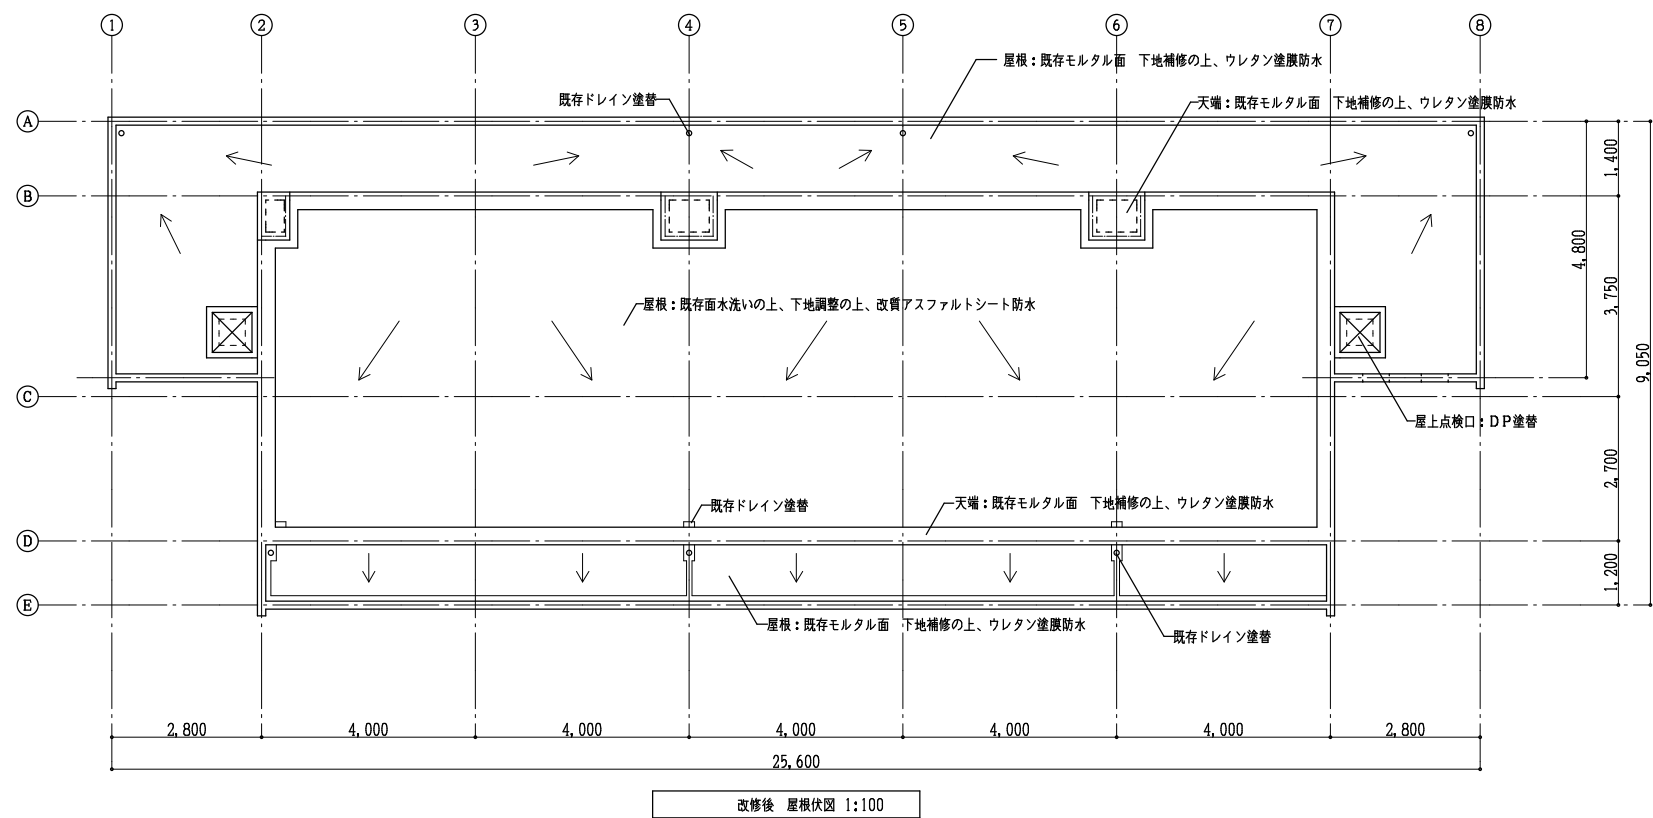 1 2 3 4 5 6 7 8
屋根：既存モルタル面　下地補修の上、ウレタン塗膜防水
既存ドレイン塗替
天端：既存モルタル面　下地補修の上、ウレタン塗膜防水
A
1,400
B
4,800
3,750
屋根：既存面水洗いの上、下地調整の上、改質アスファルトシート防水
9,050
C
屋上点検口：ＤＰ塗替
2,700
既存ドレイン塗替
天端：既存モルタル面　下地補修の上、ウレタン塗膜防水
D
1,200
E
屋根：既存モルタル面　下地補修の上、ウレタン塗膜防水
既存ドレイン塗替
2,800 4,000 4,000 4,000 4,000 4,000 2,800
25,600
改修後　屋根伏図 1:100